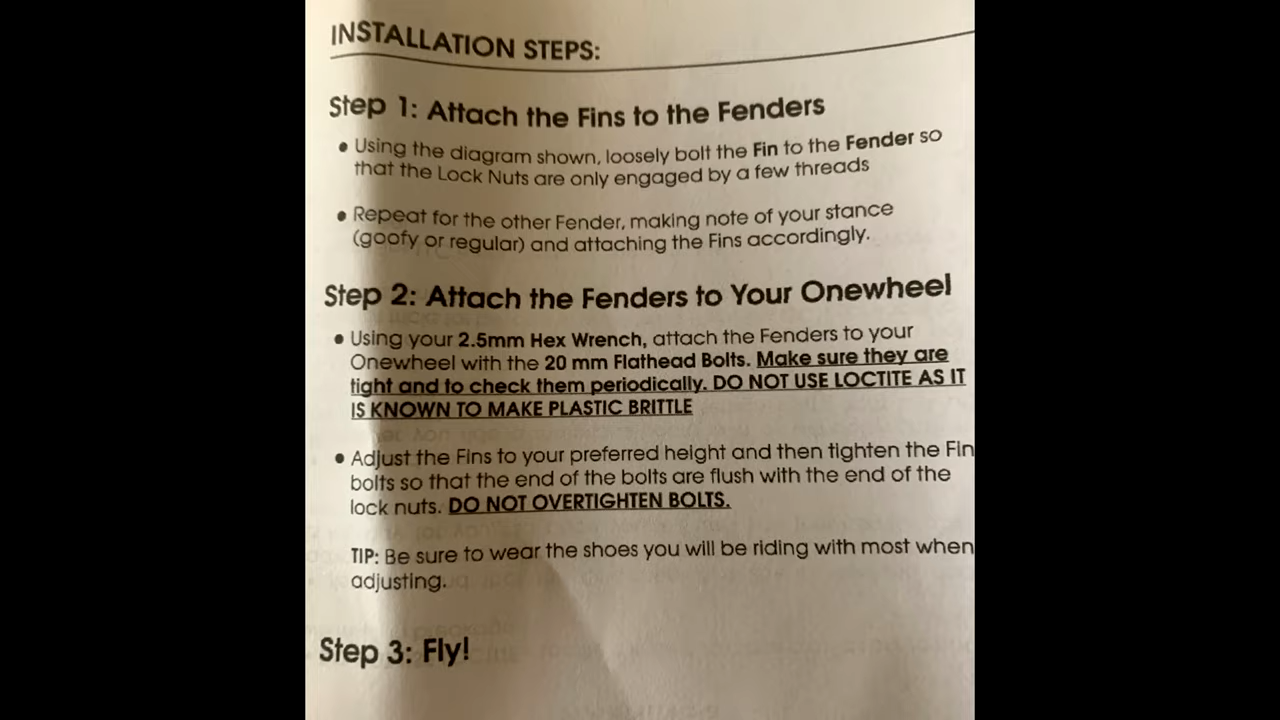 INSTALLATION STEPS:
Step 1: Attach the Fins to the Fenders
• Using the diagram shown, loosely bolt the Fin to the Fender so
that the Lock Nuts are only engaged by a few threads
• Repeat for the other Fender, making note of your stance
(goofy or regular) and attaching the Fins accordingly.
Step 2: Attach the Fenders to Your Onewheel
• Using your 2.5mm Hex Wrench, attach the Fenders to your
Onewheel with the 20 mm Flathead Bolts. Make sure they are
tight and to check them periodically. DO NOT USE LOCTITE AS IT
IS KNOWN TO MAKE PLASTIC BRITTLE
• Adjust the Fins to your preferred height and then tighten the Fin
bolts so that the end of the bolts are flush with the end of the
lock nuts. DO NOT OVERTIGHTEN BOLTS.
TIP: Be sure to wear the shoes you will be riding with most when
adjusting.
Step 3: Fly!